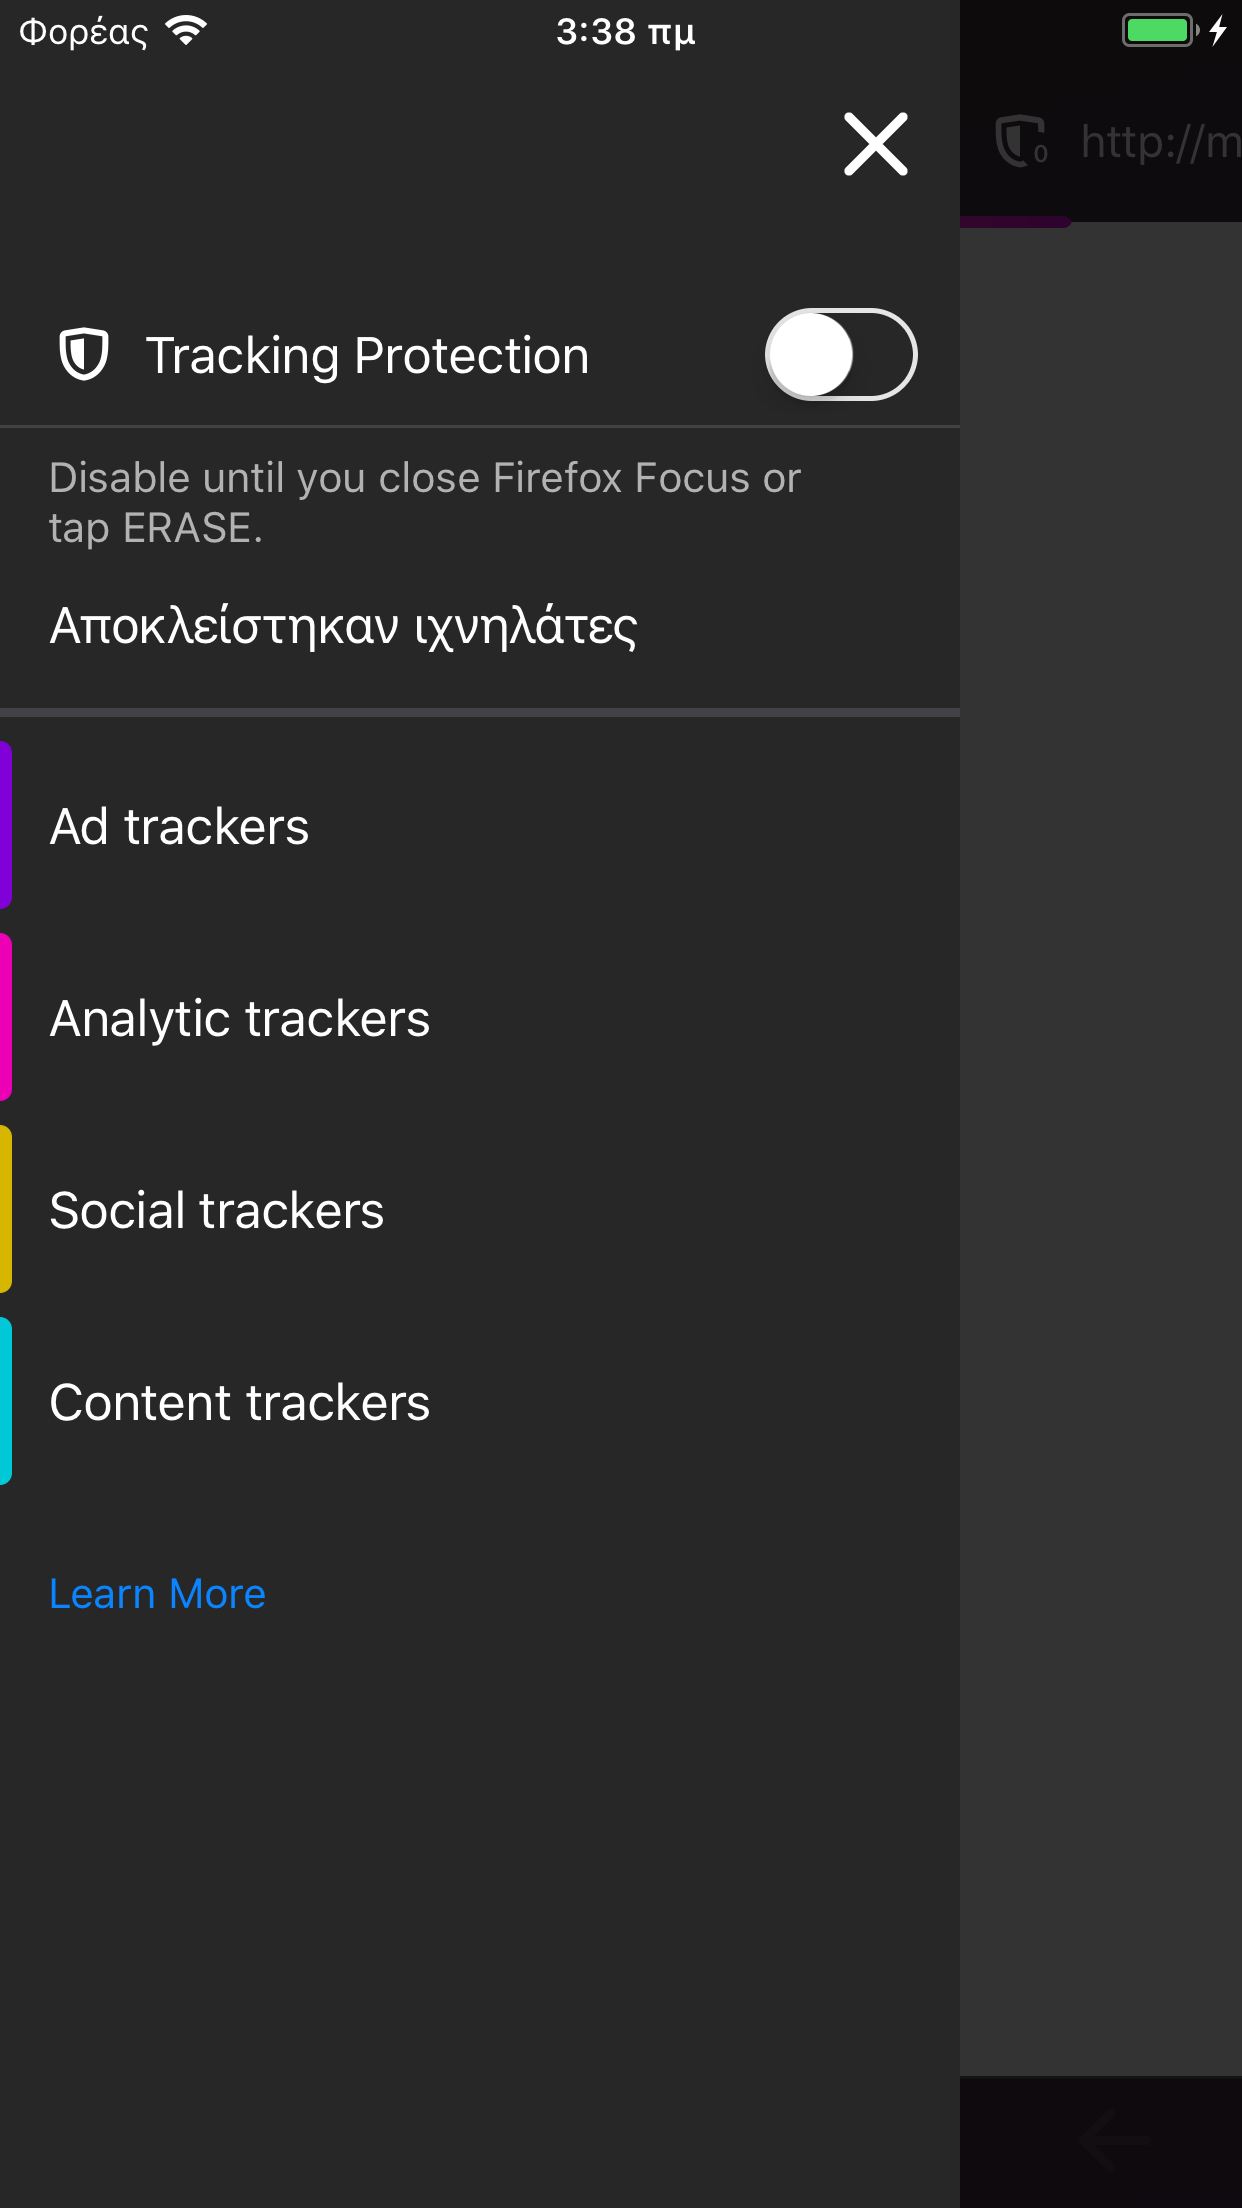 Φορέας 3:38 πμ
0 http://m
Tracking Protection
Disable until you close Firefox Focus or
tap ERASE.
Αποκλείστηκαν ιχνηλάτες
Ad trackers
Analytic trackers
Social trackers
Content trackers
Learn More